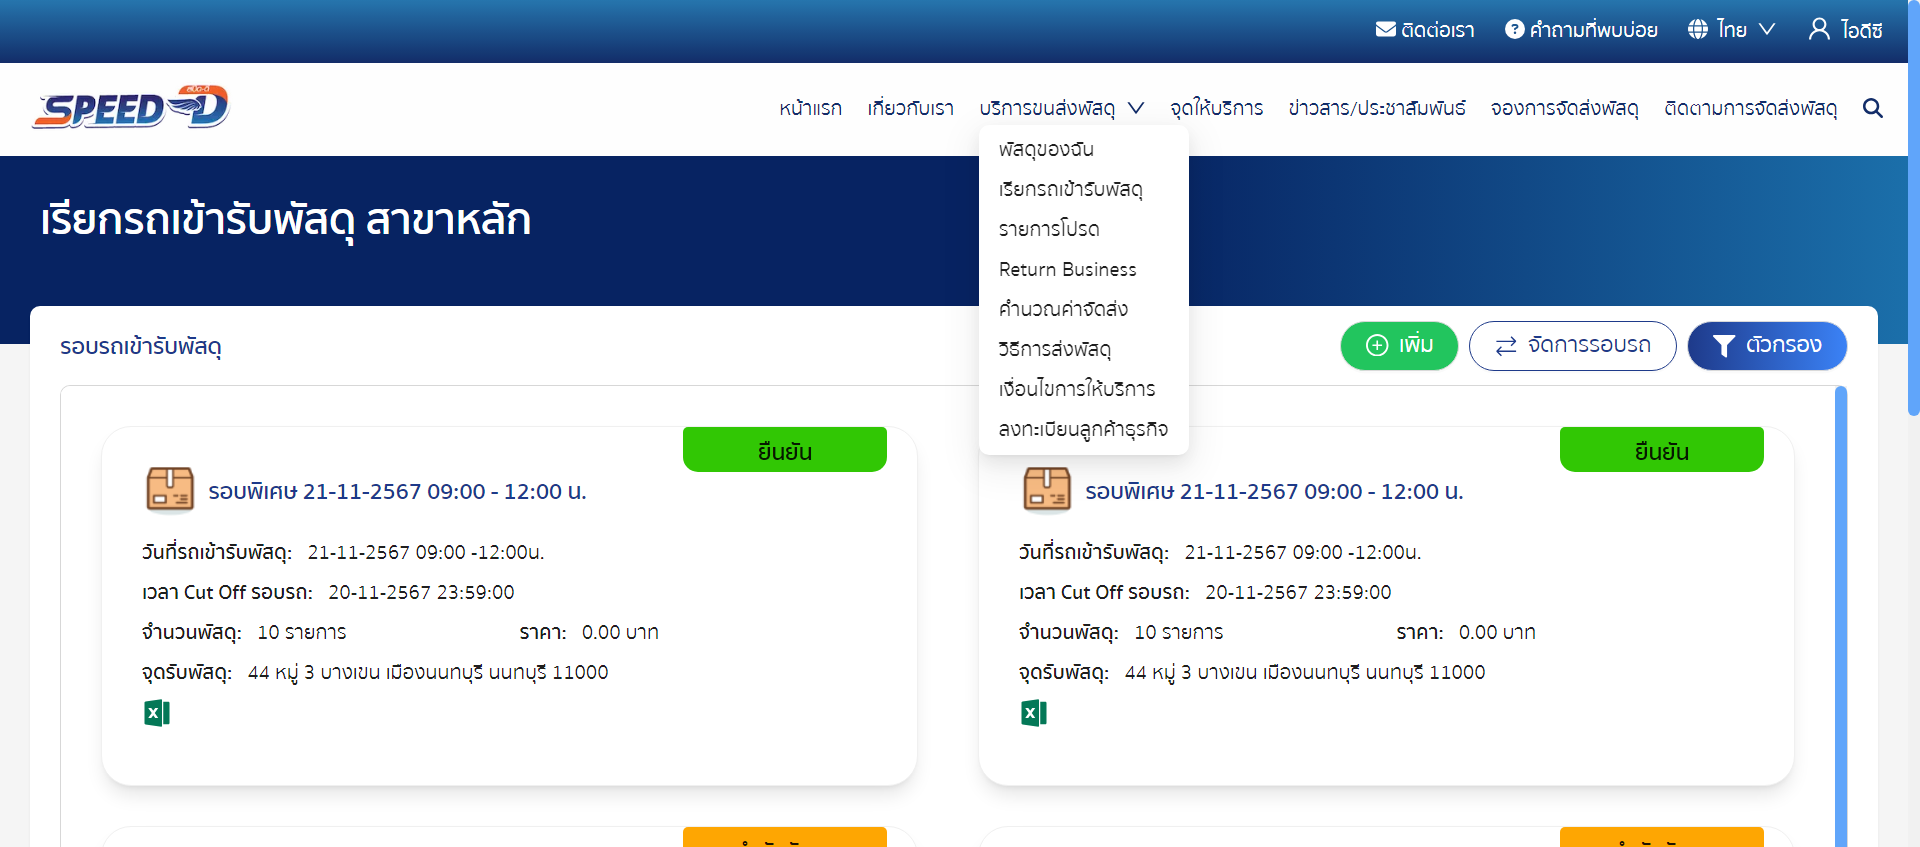 ติดต่อเรา คำถามที่พบบ่อย ไทย ไอดีซี
สปีด-ดี
SPEED-D
หน้าแรก เกี่ยวกับเรา บริการขนส่งพัสดุ จุดให้บริการ ข่าวสาร/ประชาสัมพันธ์ จองการจัดส่งพัสดุ ติดตามการจัดส่งพัสดุ
พัสดุของฉัน
เรียกรถเข้ารับพัสดุ
รายการโปรด
Return Business
คำนวณค่าจัดส่ง
วิธีการส่งพัสดุ
เงื่อนไขการให้บริการ
ลงทะเบียนลูกค้าธุรกิจ
เรียกรถเข้ารับพัสดุ สาขาหลัก
รอบรถเข้ารับพัสดุ
เพิ่ม จัดการรอบรถ ตัวกรอง
ยืนยัน
รอบพิเศษ 21-11-2567 09:00 - 12:00 น.
วันที่รถเข้ารับพัสดุ: 21-11-2567 09:00 -12:00น.
เวลา Cut Off รอบรถ: 20-11-2567 23:59:00
จำนวนพัสดุ: 10 รายการ ราคา: 0.00 บาท
จุดรับพัสดุ: 44 หมู่ 3 บางเขน เมืองนนทบุรี นนทบุรี 11000
ยืนยัน
รอบพิเศษ 21-11-2567 09:00 - 12:00 น.
วันที่รถเข้ารับพัสดุ: 21-11-2567 09:00 -12:00น.
เวลา Cut Off รอบรถ: 20-11-2567 23:59:00
จำนวนพัสดุ: 10 รายการ ราคา: 0.00 บาท
จุดรับพัสดุ: 44 หมู่ 3 บางเขน เมืองนนทบุรี นนทบุรี 11000